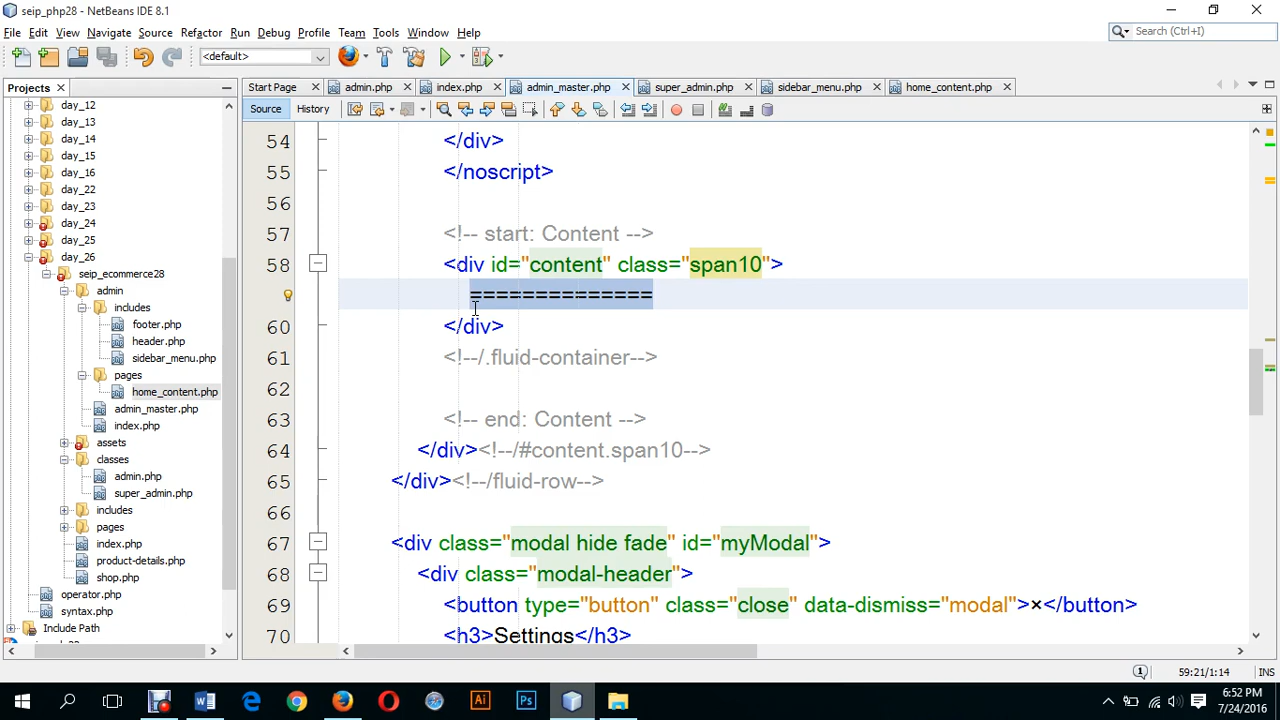 seip_php28 - NetBeans IDE 8.1
File Edit View Navigate Source Refactor Run Debug Profile Team Tools Window Help
Search (Ctrl+I)
<default>
Projects
Start Page
admin.php
index.php
admin_master.php
super_admin.php
sidebar_menu.php
home_content.php
Source History
day_12
day_13
day_14
day_15
day_16
day_22
day_23
day_24
day_25
day_26
seip_ecommerce28
admin
includes
footer.php
header.php
sidebar_menu.php
pages
home_content.php
admin_master.php
index.php
assets
classes
admin.php
super_admin.php
includes
pages
index.php
product-details.php
shop.php
operator.php
syntax.php
Include Path
54 </div>
55 </noscript>
56
57 <!-- start: Content -->
58 <div id="content" class="span10">
==============
60 </div>
61 <!--/.fluid-container-->
62
63 <!-- end: Content -->
64 </div><!--/#content.span10-->
65 </div><!--/fluid-row-->
66
67 <div class="modal hide fade" id="myModal">
68 <div class="modal-header">
69 <button type="button" class="close" data-dismiss="modal">×</button>
70 <h3>Settings</h3>
59:21/1:14 INS
6:52 PM
7/24/2016